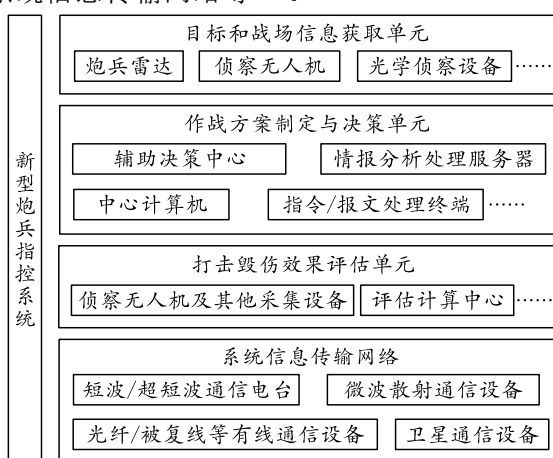 新型炮兵指控系统
目标和战场信息获取单元
炮兵雷达 侦察无人机 光学侦察设备 ……
作战方案制定与决策单元
辅助决策中心 情报分析处理服务器
中心计算机 指令/报文处理终端 ……
打击毁伤效果评估单元
侦察无人机及其他采集设备 评估计算中心 ……
系统信息传输网络
短波/超短波通信电台 微波散射通信设备
光纤/被复线等有线通信设备 卫星通信设备